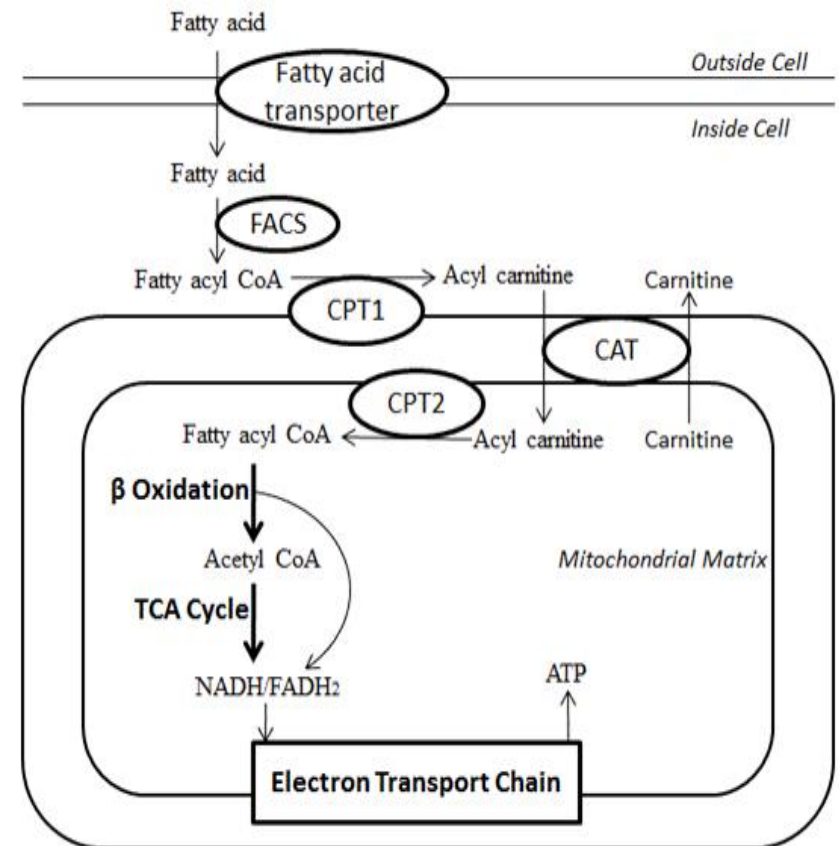 Fatty acid
Outside Cell
Fatty acid
transporter
Inside Cell
Fatty acid
FACS
Fatty acyl CoA
Acyl carnitine
Carnitine
CPT1
CAT
CPT2
Fatty acyl CoA
Acyl carnitine
Carnitine
β Oxidation
Acetyl CoA
Mitochondrial Matrix
TCA Cycle
NADH/FADH₂
ATP
Electron Transport Chain